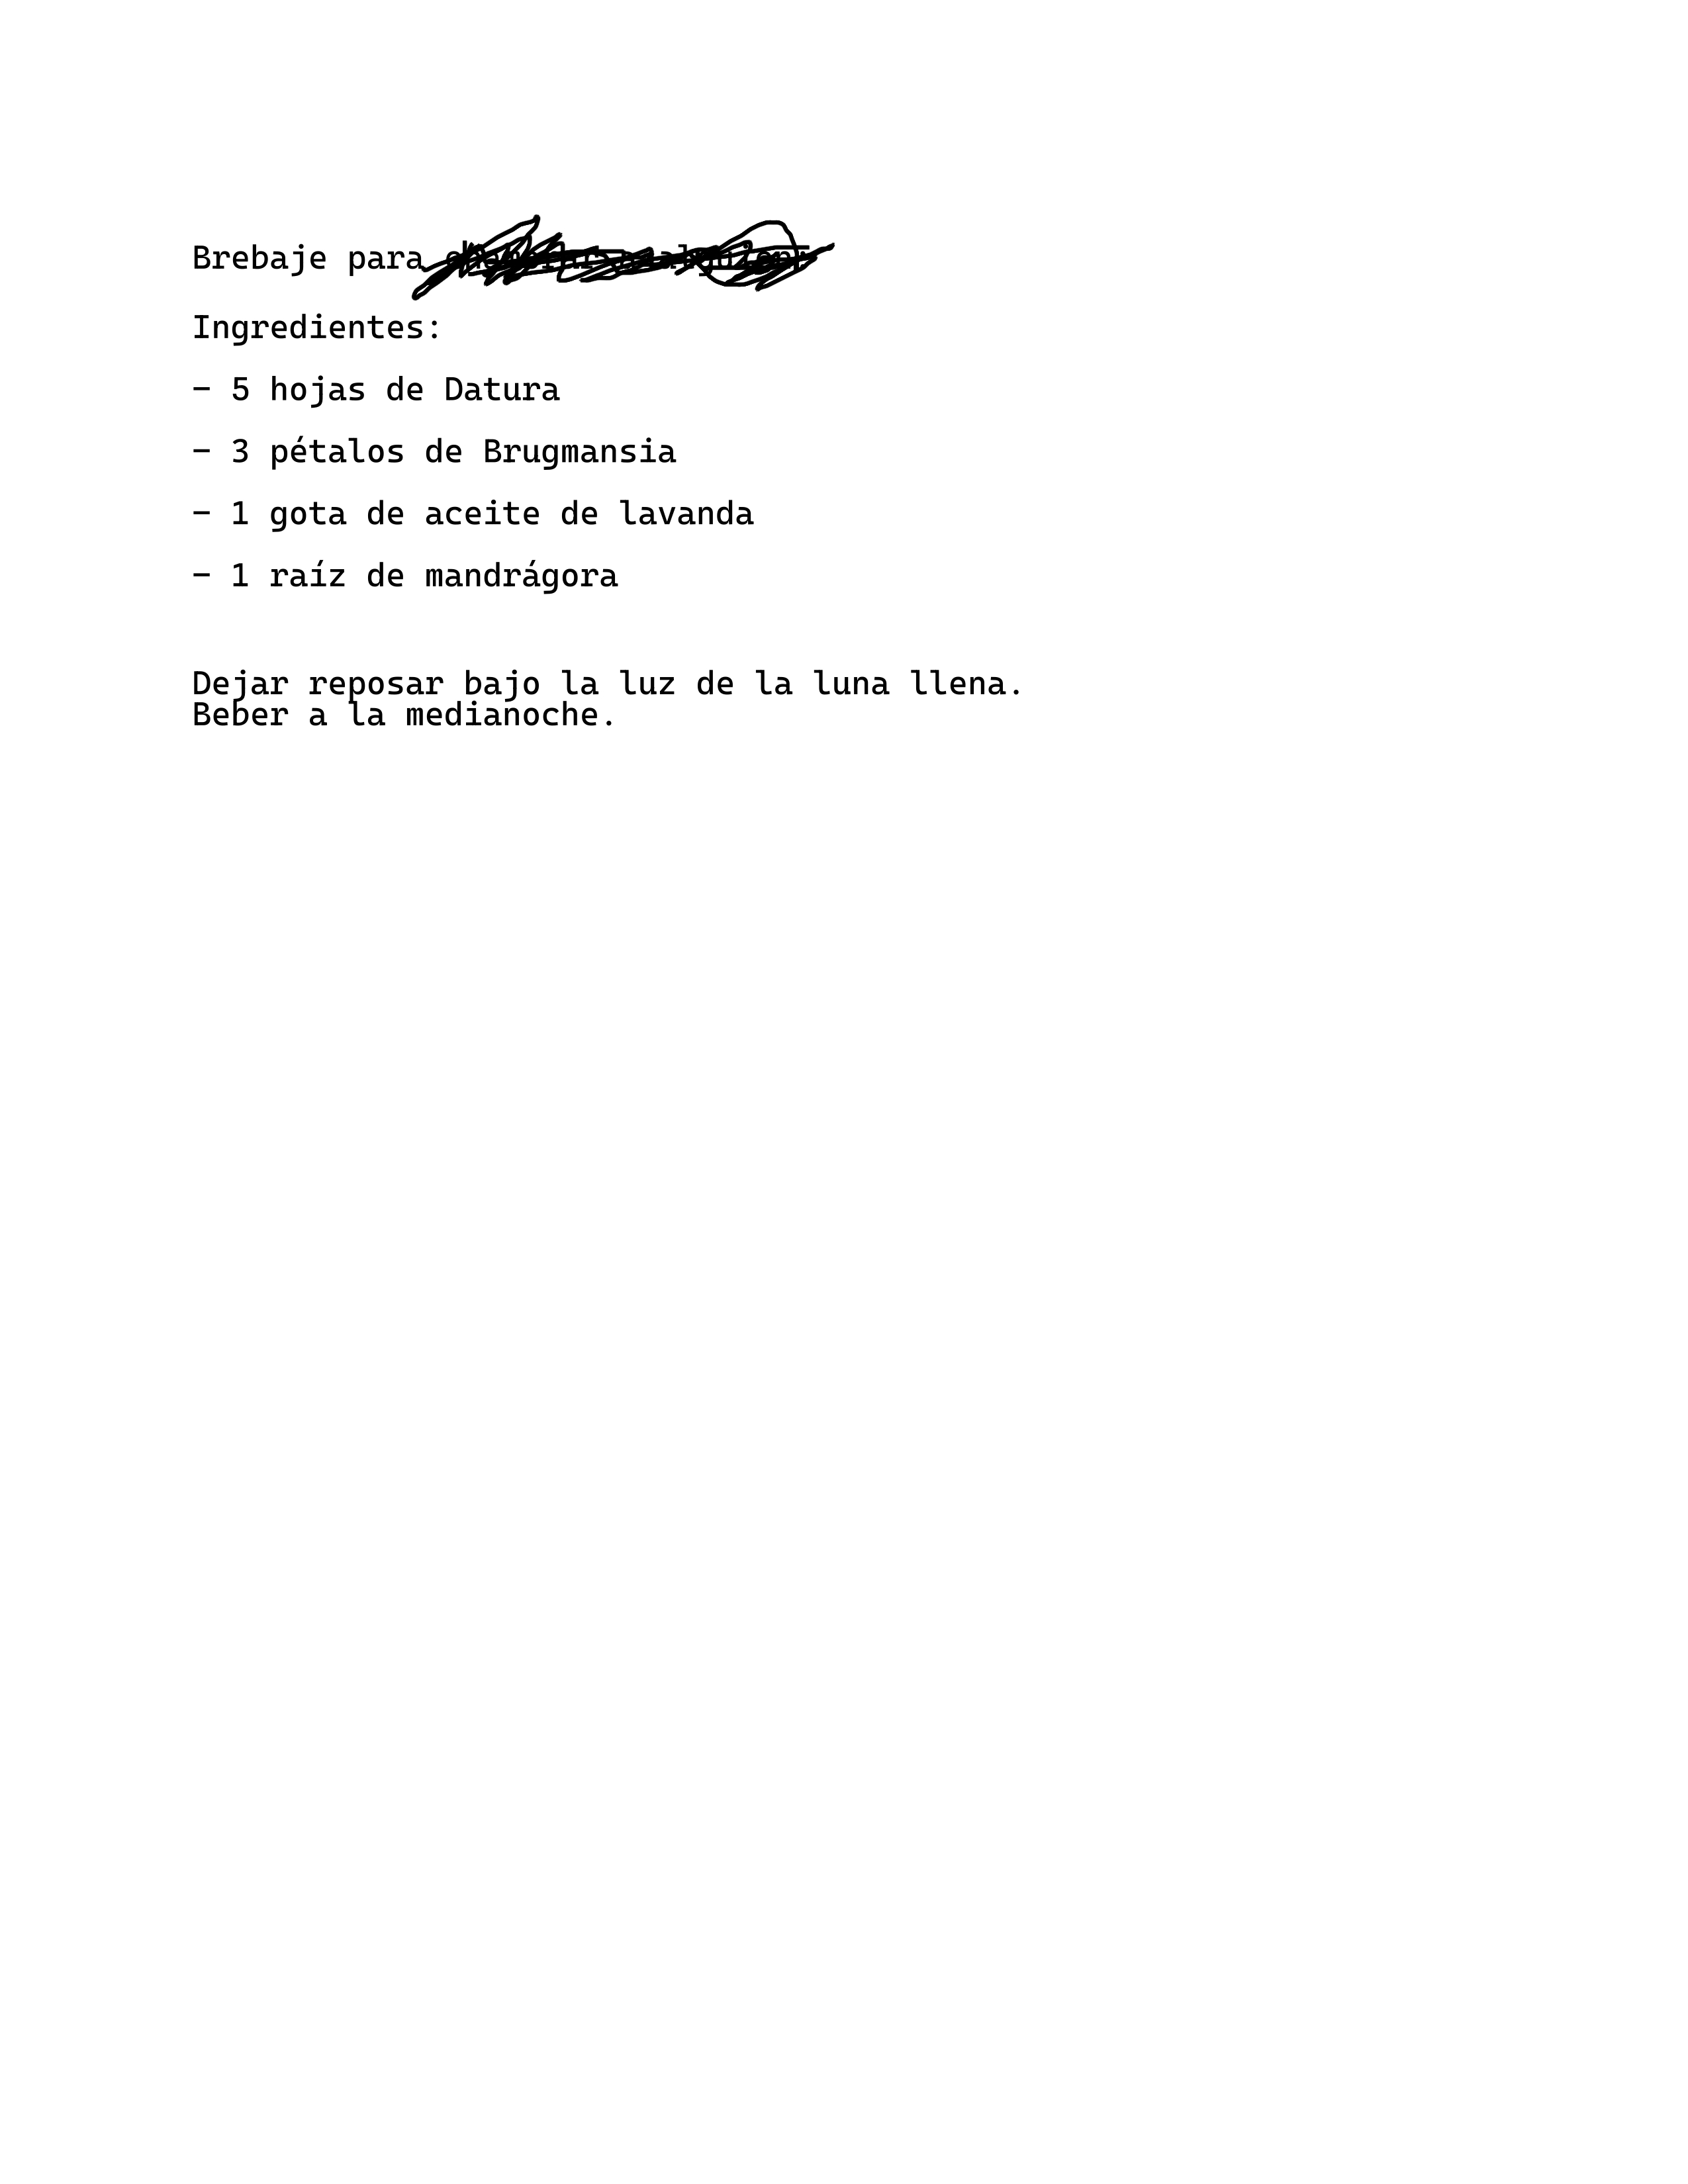 Brebaje para
Ingredientes:
- 5 hojas de Datura
- 3 pétalos de Brugmansia
- 1 gota de aceite de lavanda
- 1 raíz de mandrágora
Dejar reposar bajo la luz de la luna llena.
Beber a la medianoche.